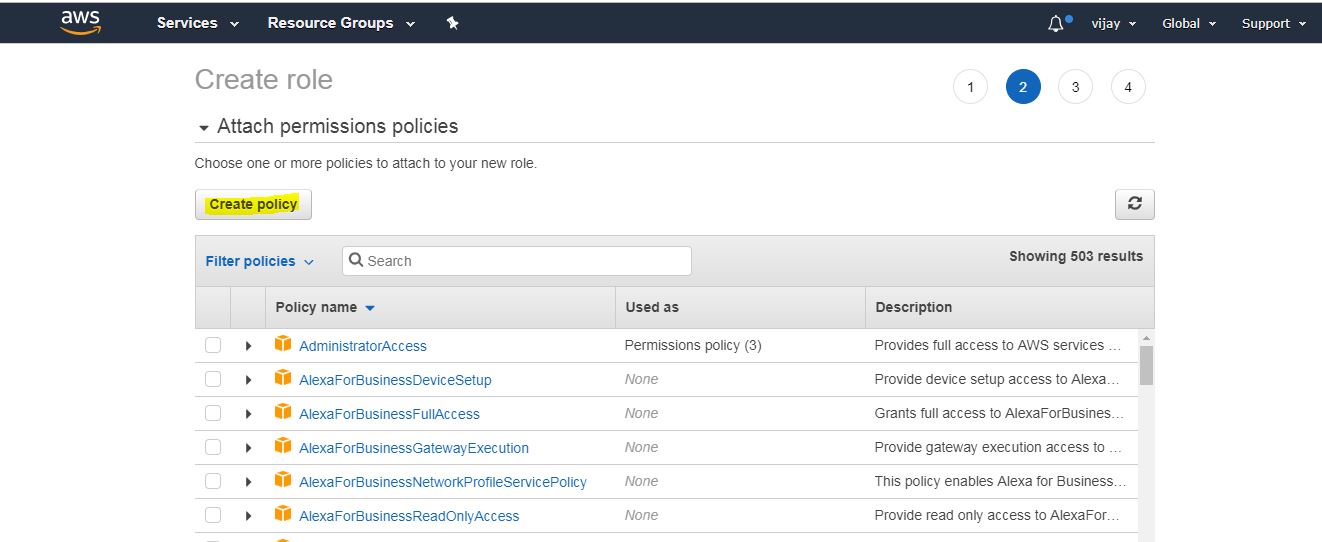 aws Services Resource Groups vijay Global Support
Create role 1 2 3 4
Attach permissions policies
Choose one or more policies to attach to your new role.
Create policy
Filter policies Search Showing 503 results
Policy name Used as Description
AdministratorAccess Permissions policy (3) Provides full access to AWS services ...
AlexaForBusinessDeviceSetup None Provide device setup access to Alexa...
AlexaForBusinessFullAccess None Grants full access to AlexaForBusines...
AlexaForBusinessGatewayExecution None Provide gateway execution access to ...
AlexaForBusinessNetworkProfileServicePolicy None This policy enables Alexa for Business...
AlexaForBusinessReadOnlyAccess None Provide read only access to AlexaFor...